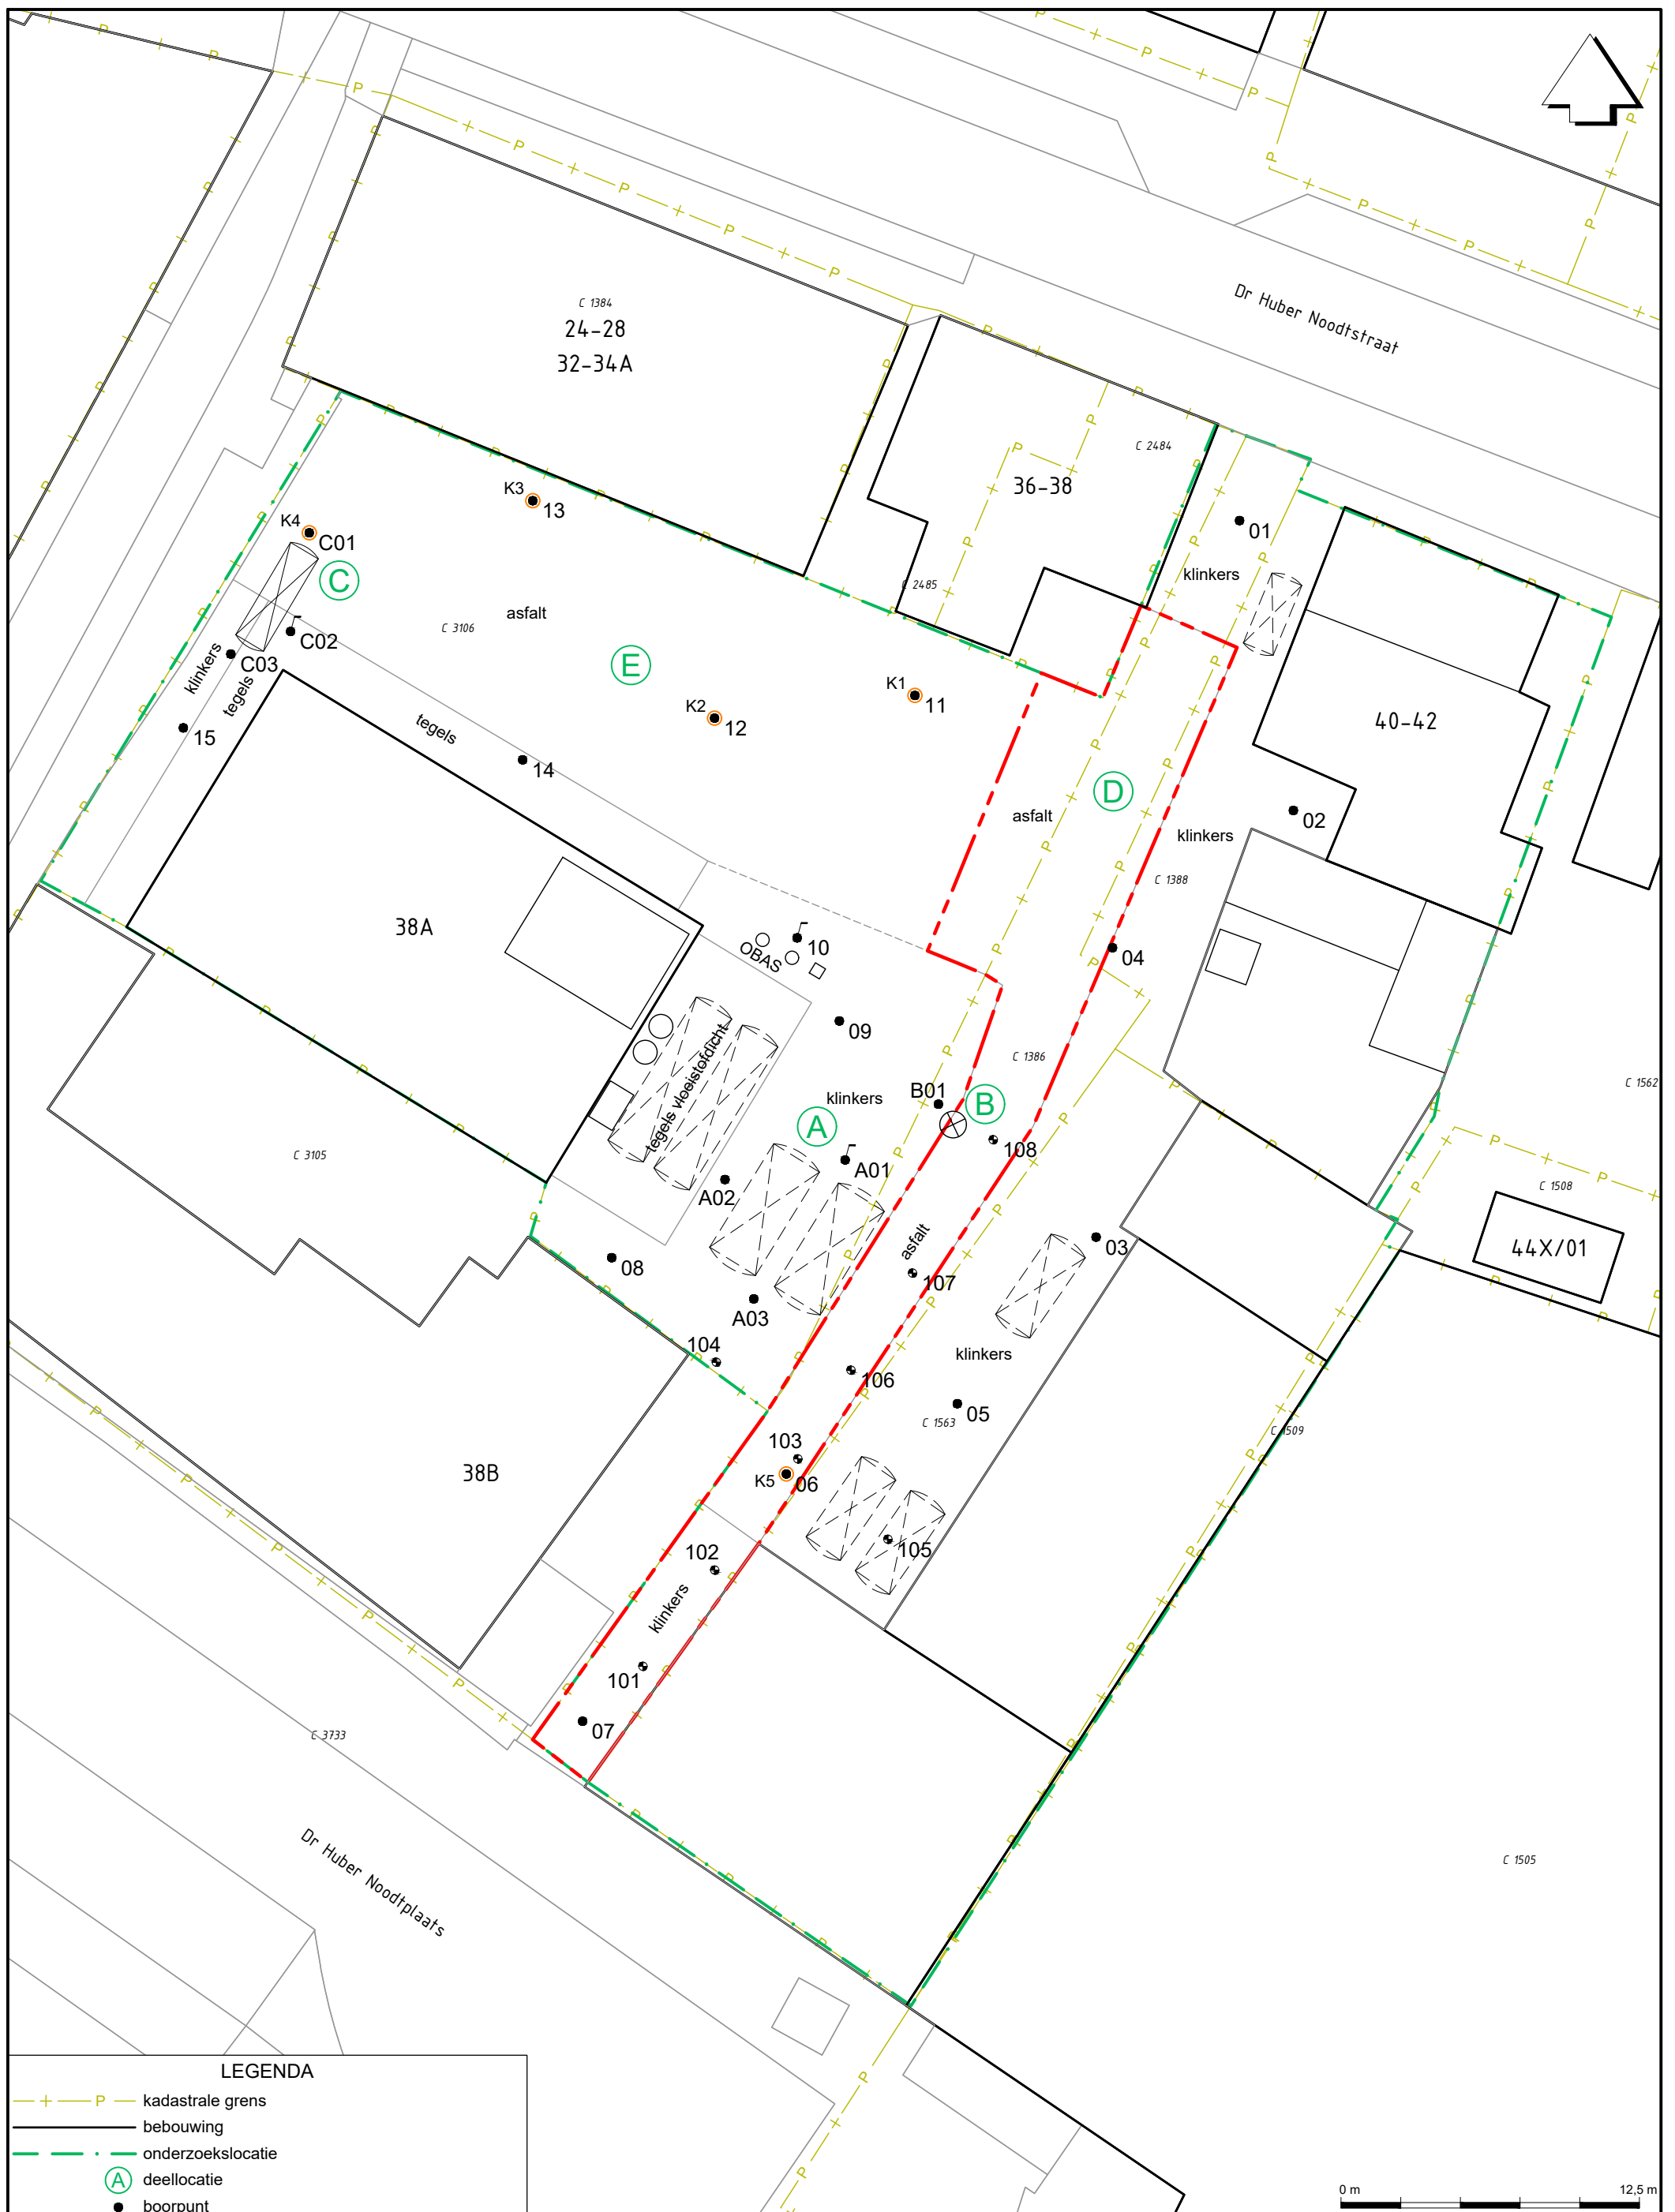 Dr Huber Noodtstraat
C 1384
24-28
32-34A
C 2484
36-38
C 2485
01
klinkers
K3
13
K4
C01
C
asfalt
C 3106
E
C02
C03
klinkers
tegels
15
tegels
14
K2
12
K1
11
D
asfalt
klinkers
02
40-42
C 1388
04
C 1386
38A
10
OBAS
09
tegels vloeistofdicht
klinkers
A
B01
B
108
A01
A02
C 3105
C 1562
C 1508
44X/01
08
A03
asfalt
107
03
104
106
klinkers
05
C 1563
C 1509
103
K5
06
38B
105
102
klinkers
101
07
C 3733
Dr Huber Noodtplaats
C 1505
LEGENDA
P kadastrale grens
bebouwing
onderzoekslocatie
A deellocatie
boorpunt
0 m 12,5 m